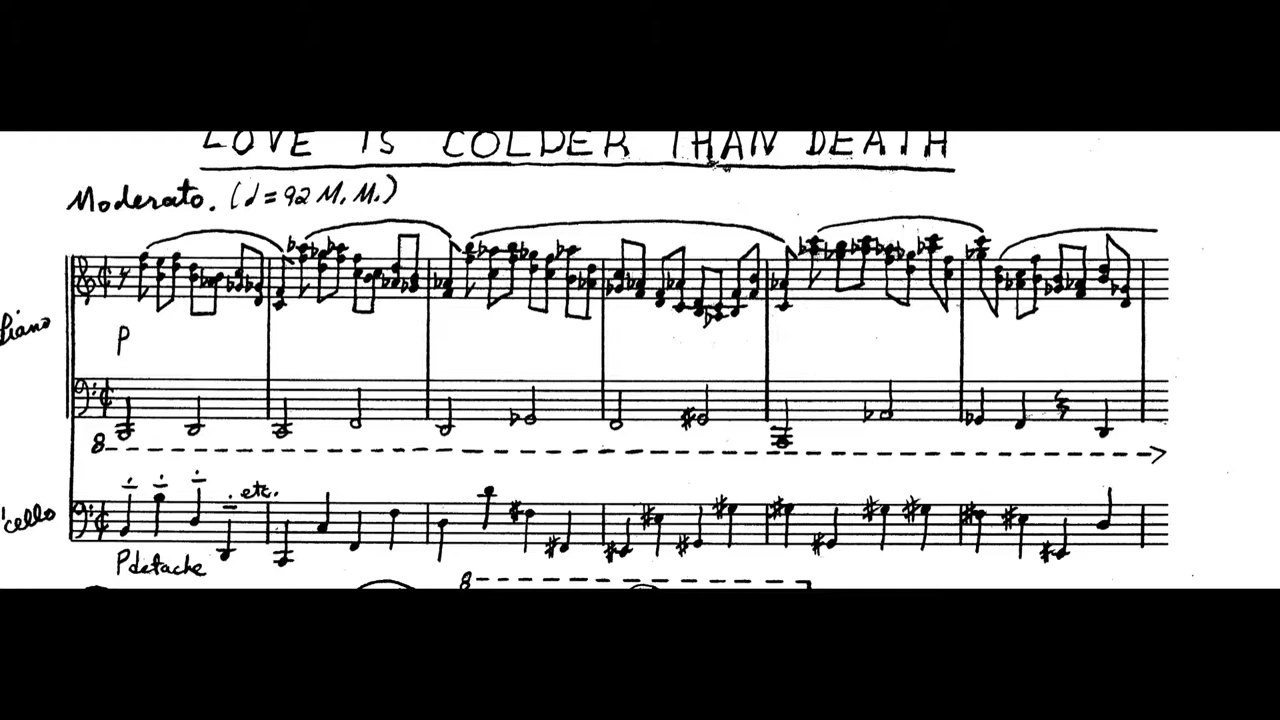 LOVE IS COLDER THAN DEATH
Moderato. (d = 92 M.M.)
Piano
P
8
etc.
'cello
P detache
8